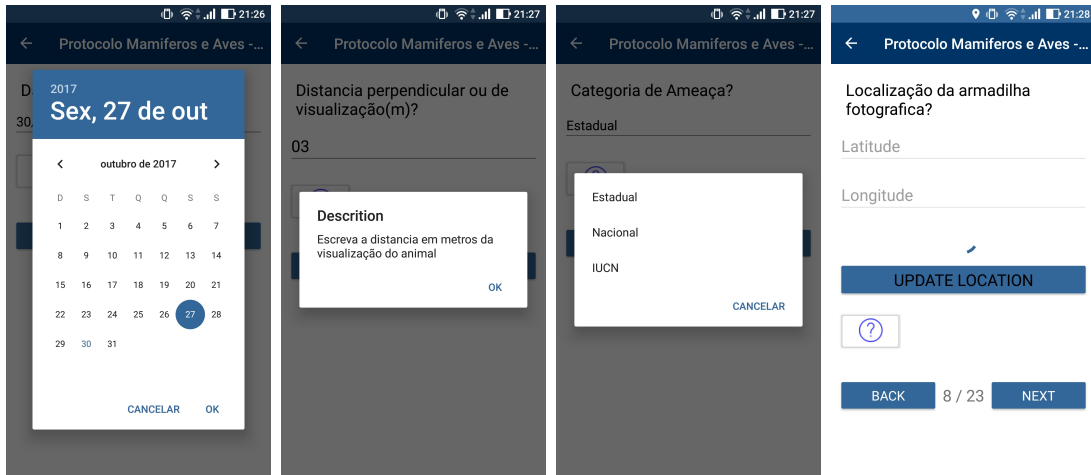 21:26
Protocolo Mamiferos e Aves -...
D
30,
2017
Sex, 27 de out
outubro de 2017
D S T Q Q S S
1 2 3 4 5 6 7
8 9 10 11 12 13 14
15 16 17 18 19 20 21
22 23 24 25 26 27 28
29 30 31
CANCELAR OK
21:27
Protocolo Mamiferos e Aves -...
Distancia perpendicular ou de
visualização(m)?
03
Descrition
Escreva a distancia em metros da
visualização do animal
OK
21:27
Protocolo Mamiferos e Aves -...
Categoria de Ameaça?
Estadual
?
Estadual
Nacional
IUCN
CANCELAR
21:28
Protocolo Mamiferos e Aves -...
Localização da armadilha
fotografica?
Latitude
Longitude
UPDATE LOCATION
?
BACK 8 / 23 NEXT